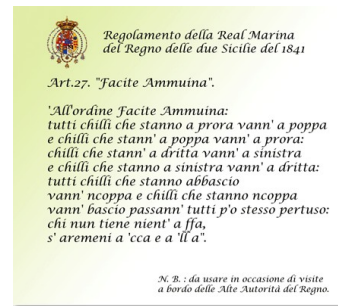 Regolamento della Real Marina
del Regno delle due Sicilie del 1841
Art.27. "Facite Ammuina".
'All'ordine Facite Ammuina:
tutti chilli che stanno a prora vann' a poppa
e chilli che stann' a poppa vann' a prora:
chilli che stann' a dritta vann' a sinistra
e chilli che stanno a sinistra vann' a dritta:
tutti chilli che stanno abbascio
vann' ncoppa e chilli che stanno ncoppa
vann' bascio passann' tutti p'o stesso pertuso:
chi nun tiene nient' a ffa,
s' aremeni a 'cca e a 'll a".
N. B. : da usare in occasione di visite
a bordo delle Alte Autorità del Regno.